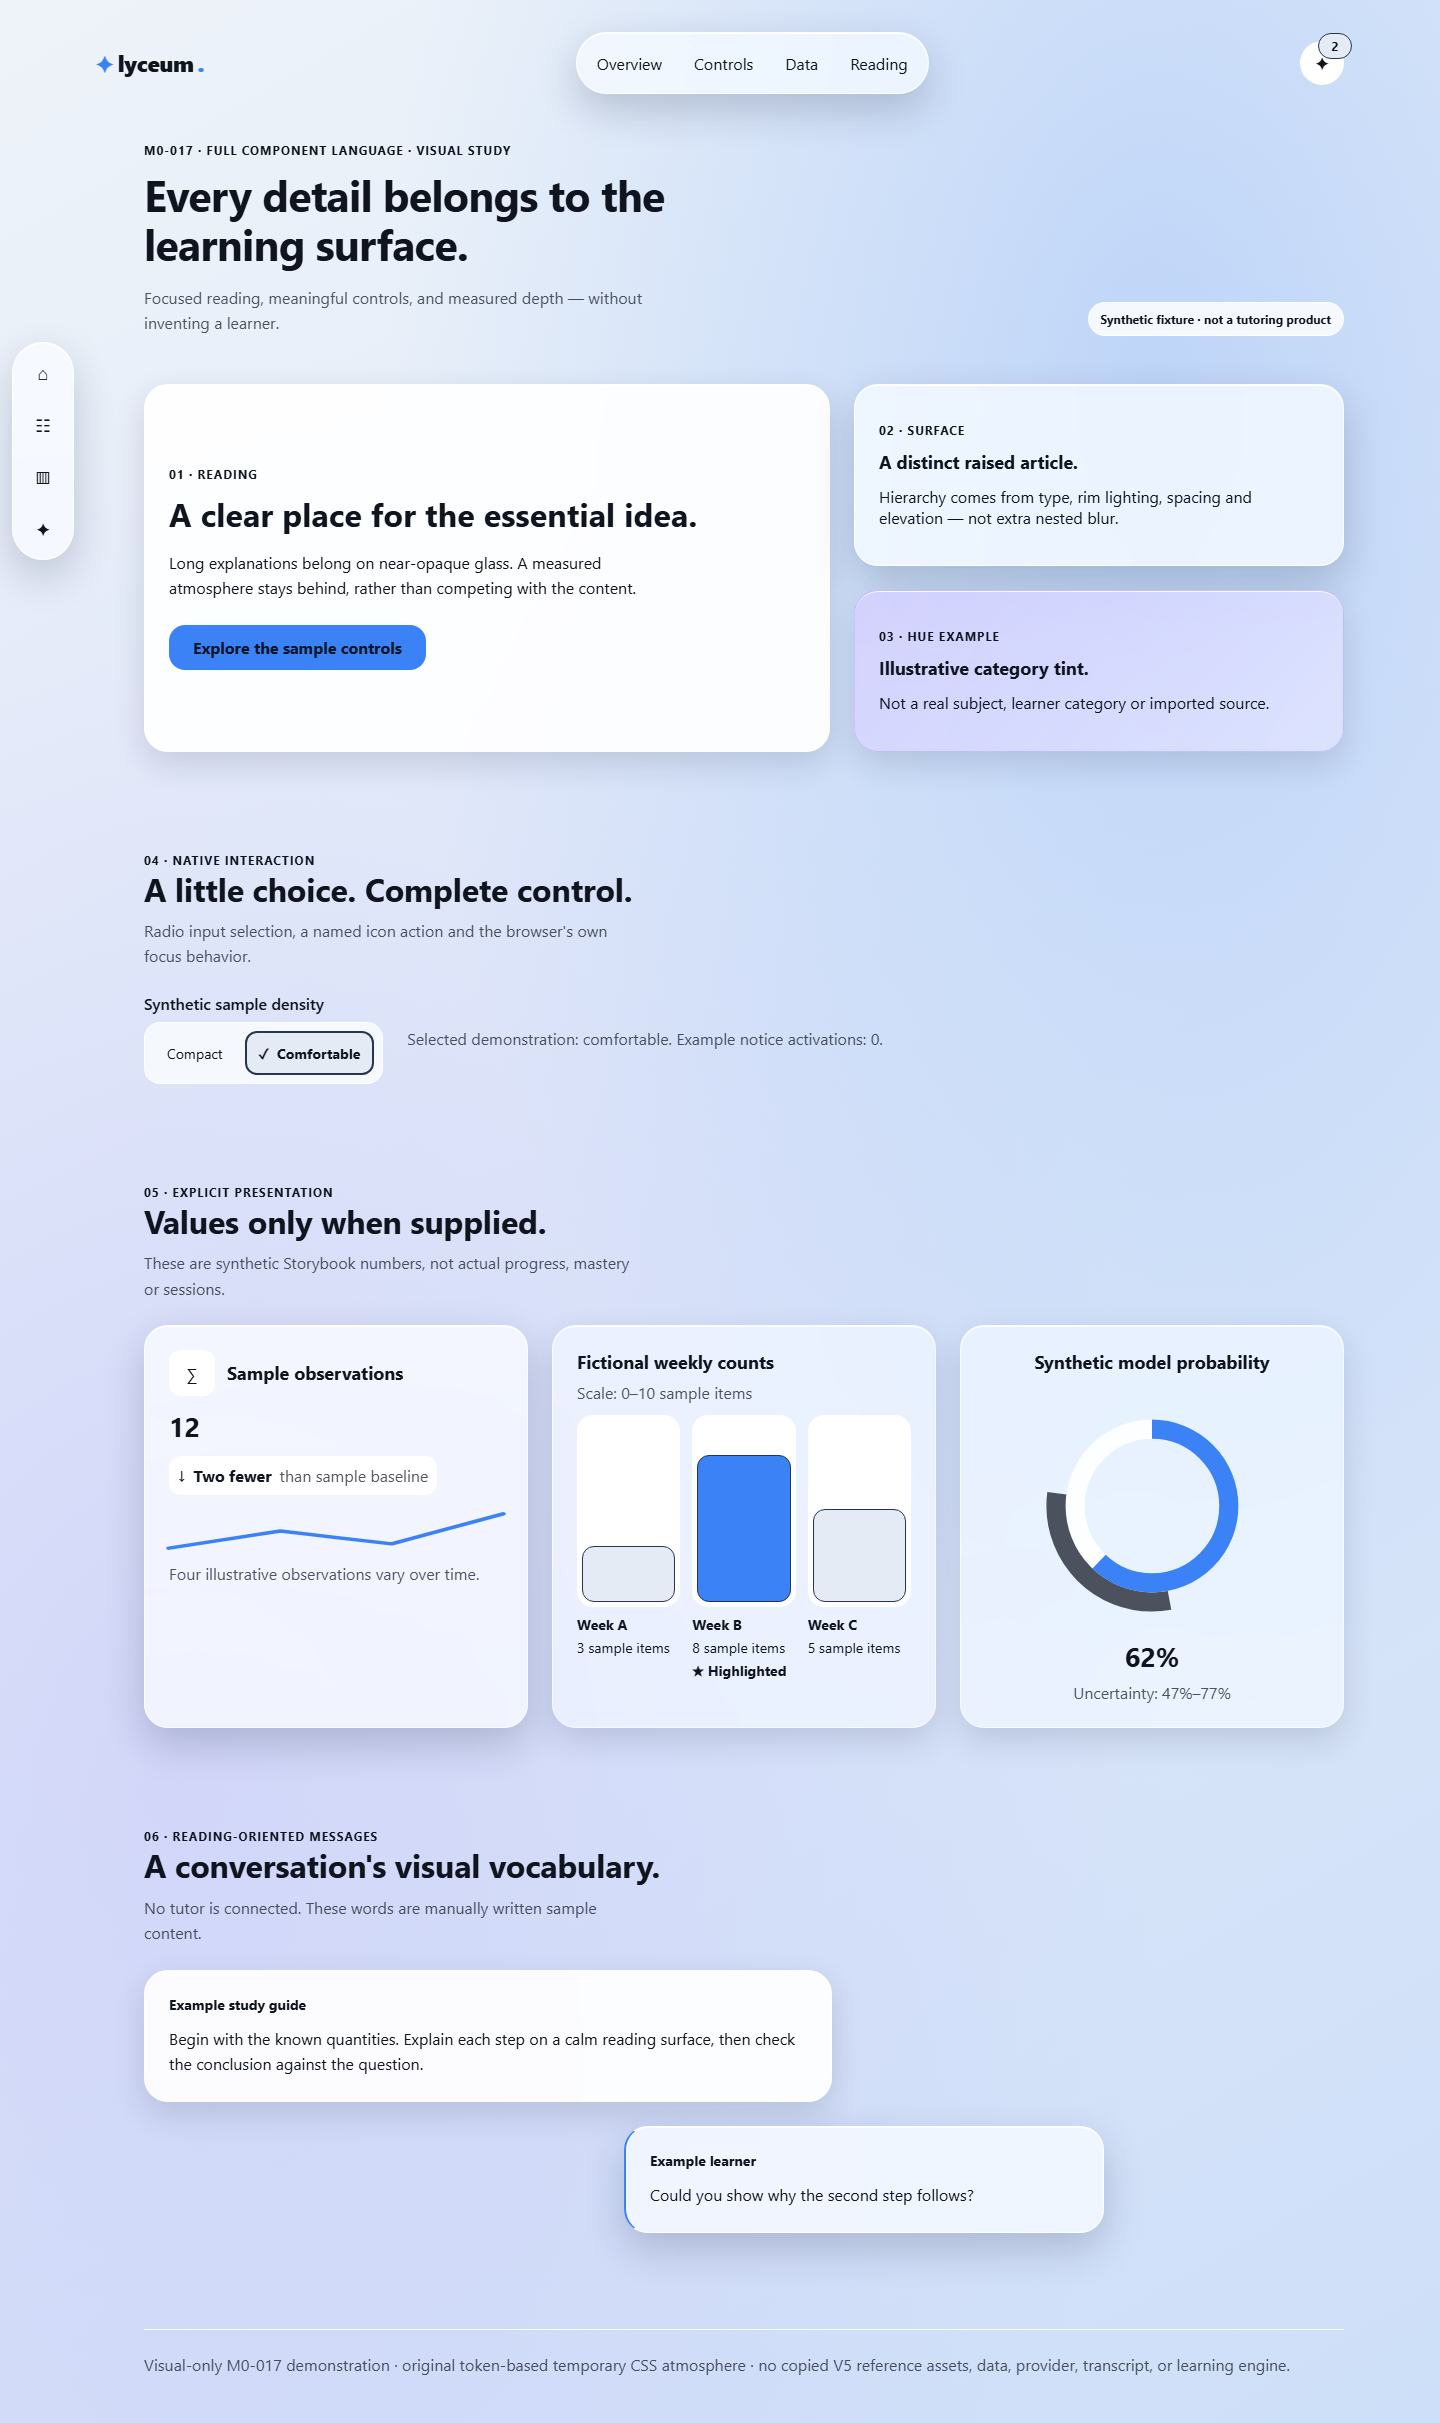 ✦ lyceum.
Overview Controls Data Reading
2
M0-017 · FULL COMPONENT LANGUAGE · VISUAL STUDY
Every detail belongs to the
learning surface.
Focused reading, meaningful controls, and measured depth — without
inventing a learner.
Synthetic fixture · not a tutoring product
01 · READING
A clear place for the essential idea.
Long explanations belong on near-opaque glass. A measured
atmosphere stays behind, rather than competing with the content.
Explore the sample controls
02 · SURFACE
A distinct raised article.
Hierarchy comes from type, rim lighting, spacing and
elevation — not extra nested blur.
03 · HUE EXAMPLE
Illustrative category tint.
Not a real subject, learner category or imported source.
04 · NATIVE INTERACTION
A little choice. Complete control.
Radio input selection, a named icon action and the browser's own
focus behavior.
Synthetic sample density
Compact ✓ Comfortable
Selected demonstration: comfortable. Example notice activations: 0.
05 · EXPLICIT PRESENTATION
Values only when supplied.
These are synthetic Storybook numbers, not actual progress, mastery
or sessions.
∑ Sample observations
12
↓ Two fewer than sample baseline
Four illustrative observations vary over time.
Fictional weekly counts
Scale: 0–10 sample items
Week A Week B Week C
3 sample items 8 sample items 5 sample items
★ Highlighted
Synthetic model probability
62%
Uncertainty: 47%–77%
06 · READING-ORIENTED MESSAGES
A conversation's visual vocabulary.
No tutor is connected. These words are manually written sample
content.
Example study guide
Begin with the known quantities. Explain each step on a calm reading surface, then check
the conclusion against the question.
Example learner
Could you show why the second step follows?
Visual-only M0-017 demonstration · original token-based temporary CSS atmosphere · no copied V5 reference assets, data, provider, transcript, or learning engine.